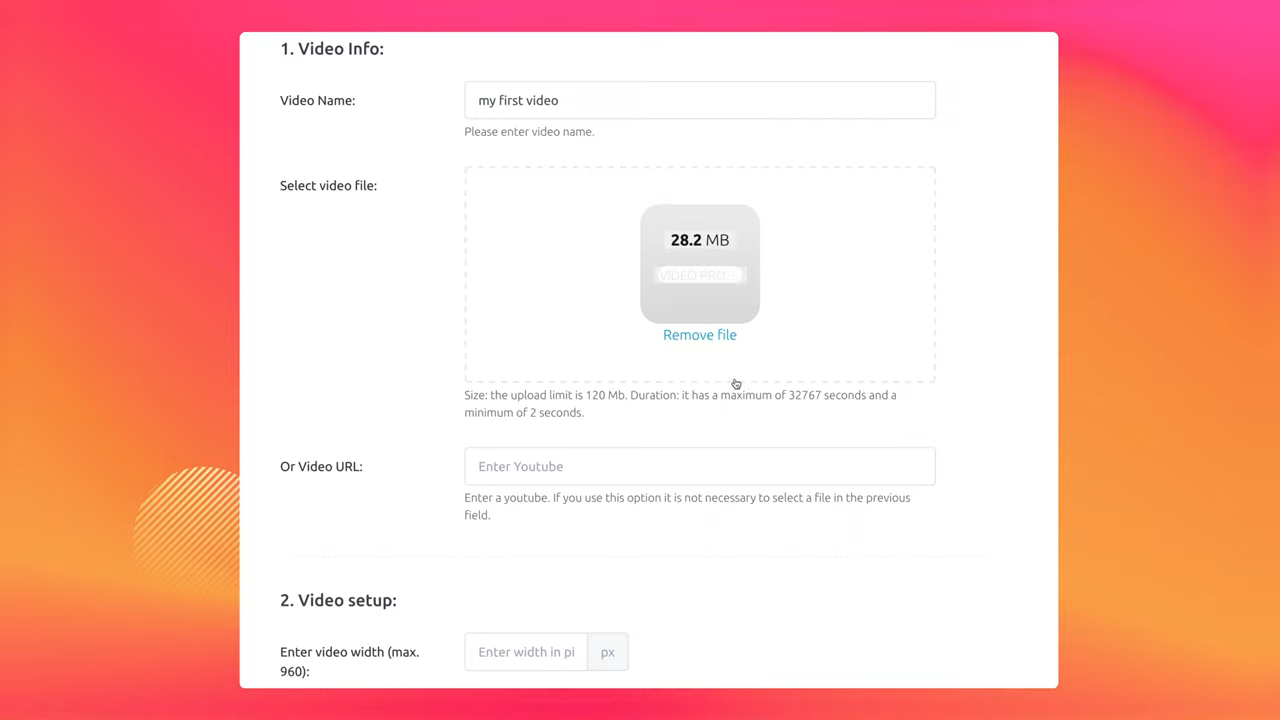 1. Video Info:
Video Name:
my first video
Please enter video name.
Select video file:
28.2 MB
VIDEO PRO...
Remove file
Size: the upload limit is 120 Mb. Duration: it has a maximum of 32767 seconds and a
minimum of 2 seconds.
Or Video URL:
Enter Youtube
Enter a youtube. If you use this option it is not necessary to select a file in the previous
field.
2. Video setup:
Enter video width (max.
960):
Enter width in pi
px